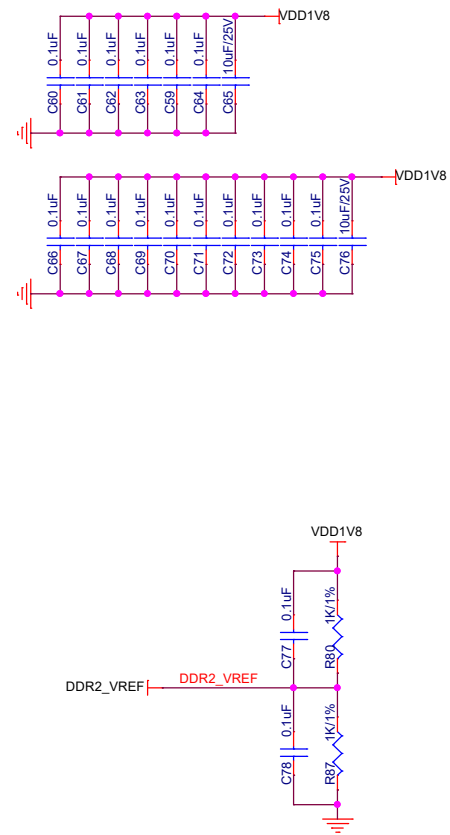 VDD1V8
0.1uF
0.1uF
0.1uF
0.1uF
0.1uF
0.1uF
10uF/25V
C60
C61
C62
C63
C59
C64
C65
VDD1V8
0.1uF
0.1uF
0.1uF
0.1uF
0.1uF
0.1uF
0.1uF
0.1uF
0.1uF
0.1uF
10uF/25V
C66
C67
C68
C69
C70
C71
C72
C73
C74
C75
C76
VDD1V8
0.1uF
1K/1%
C77
R80
DDR2_VREF
DDR2_VREF
0.1uF
1K/1%
C78
R87